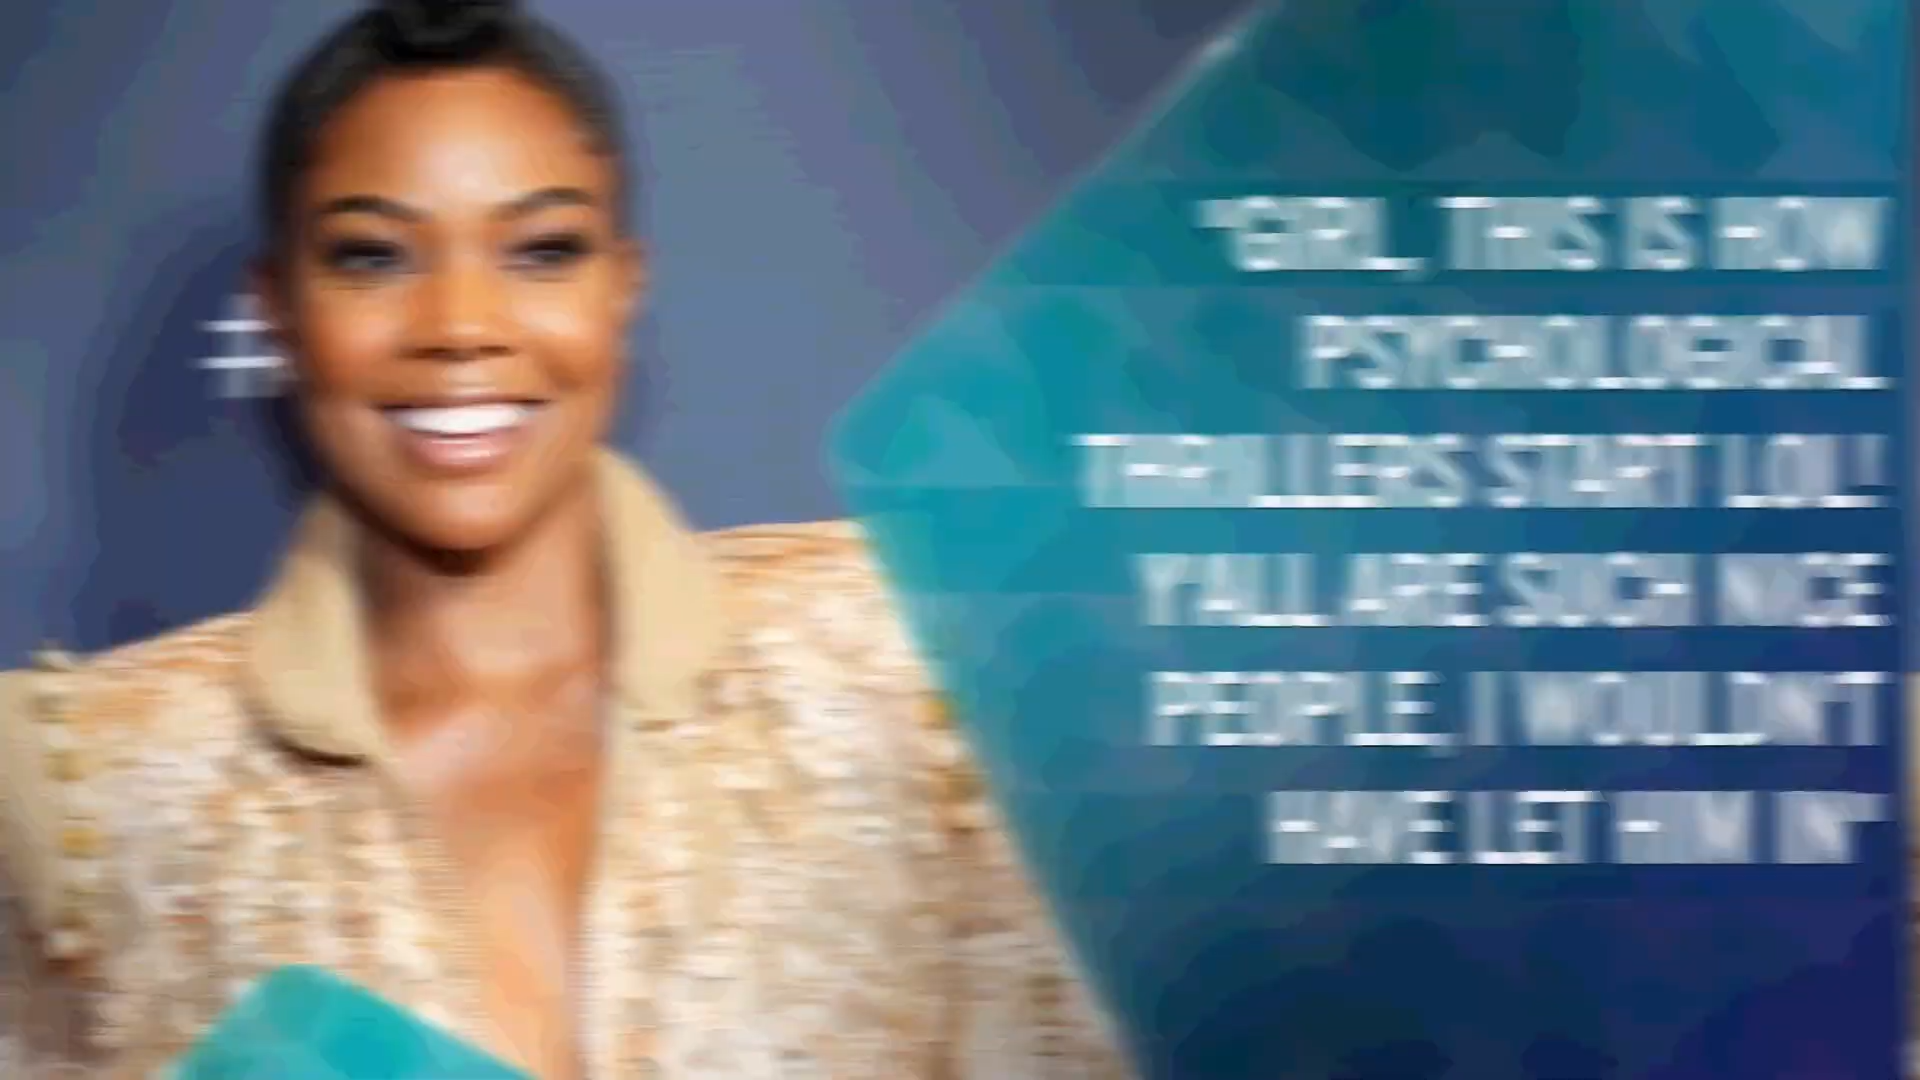 "GIRL, THIS IS HOW
PSYCHOLOGICAL
THRILLERS START LOL!
Y'ALL ARE SUCH NICE
PEOPLE, I WOULDN'T
HAVE LET HIM IN"